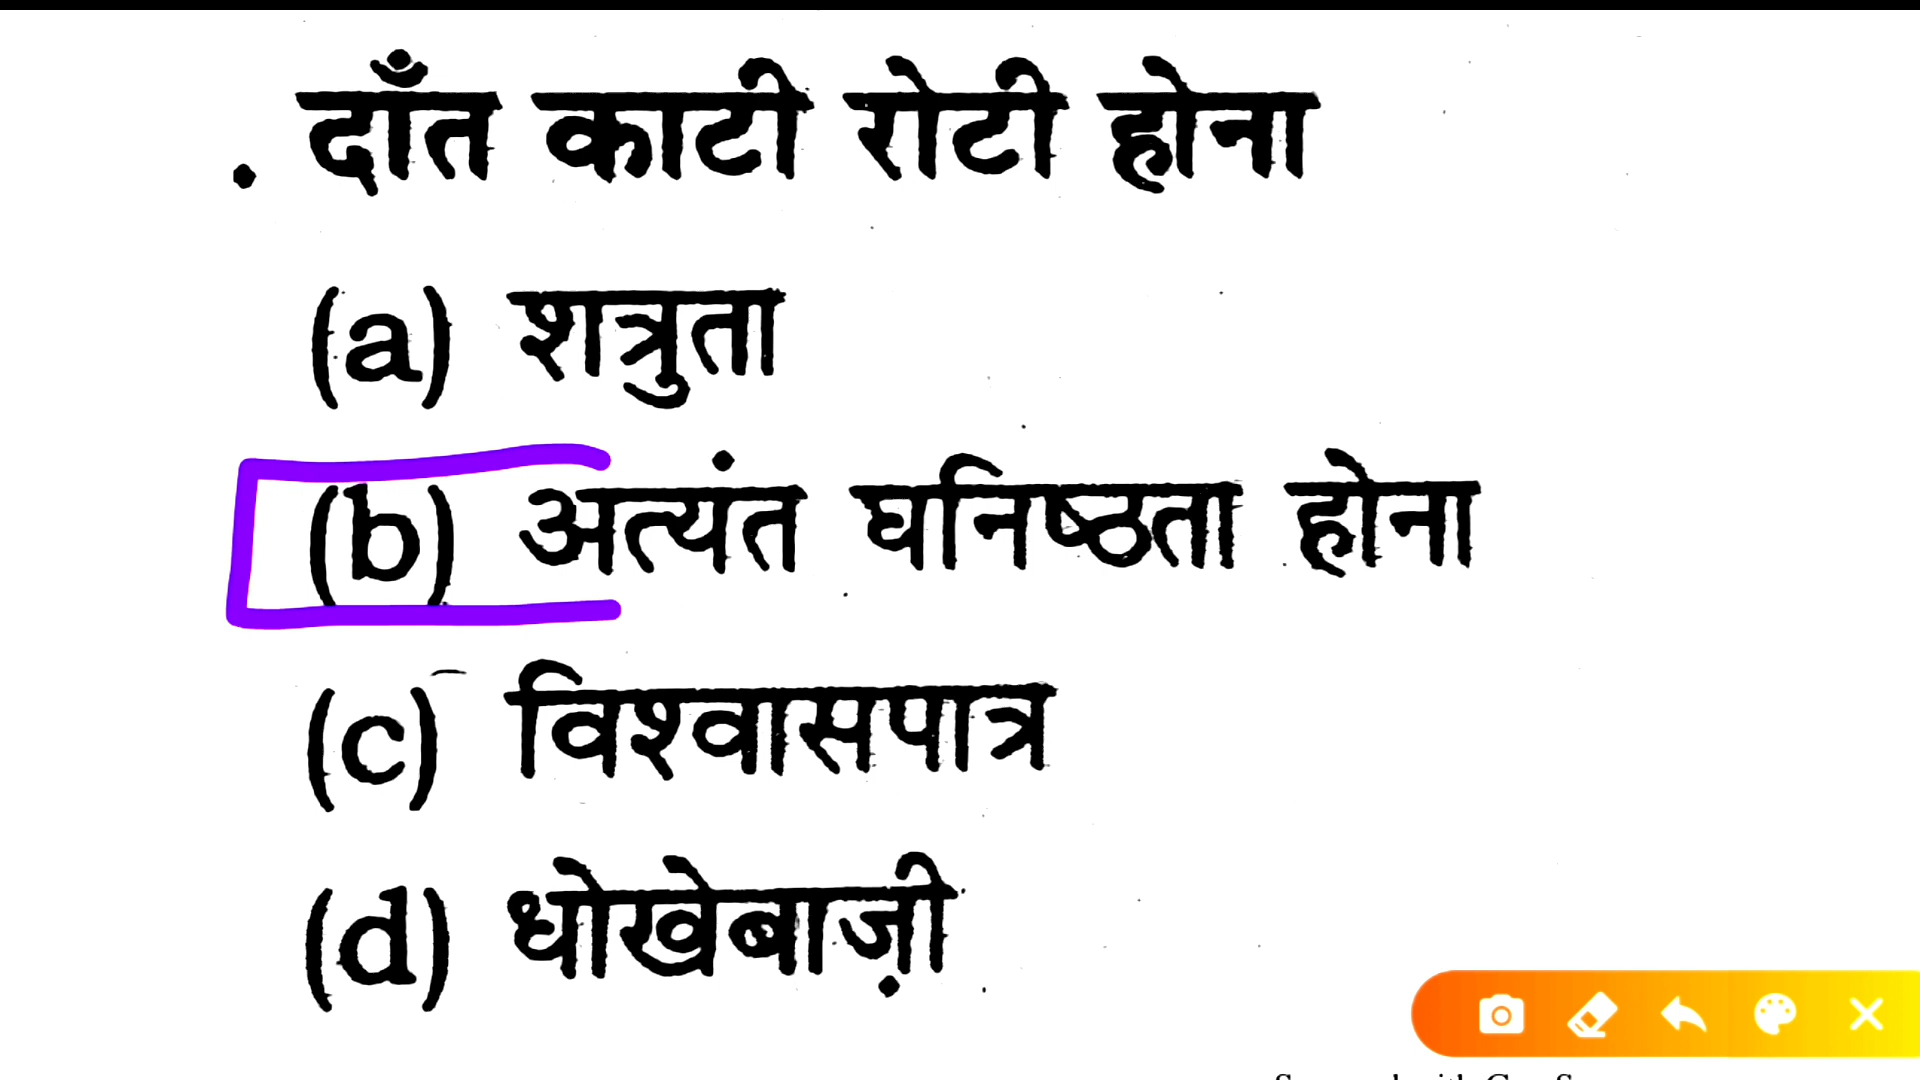 . दाँत काटी रोटी होना
(a) शत्रुता
(b) अत्यंत घनिष्ठता होना
(c) विश्वासपात्र
(d) धोखेबाज़ी